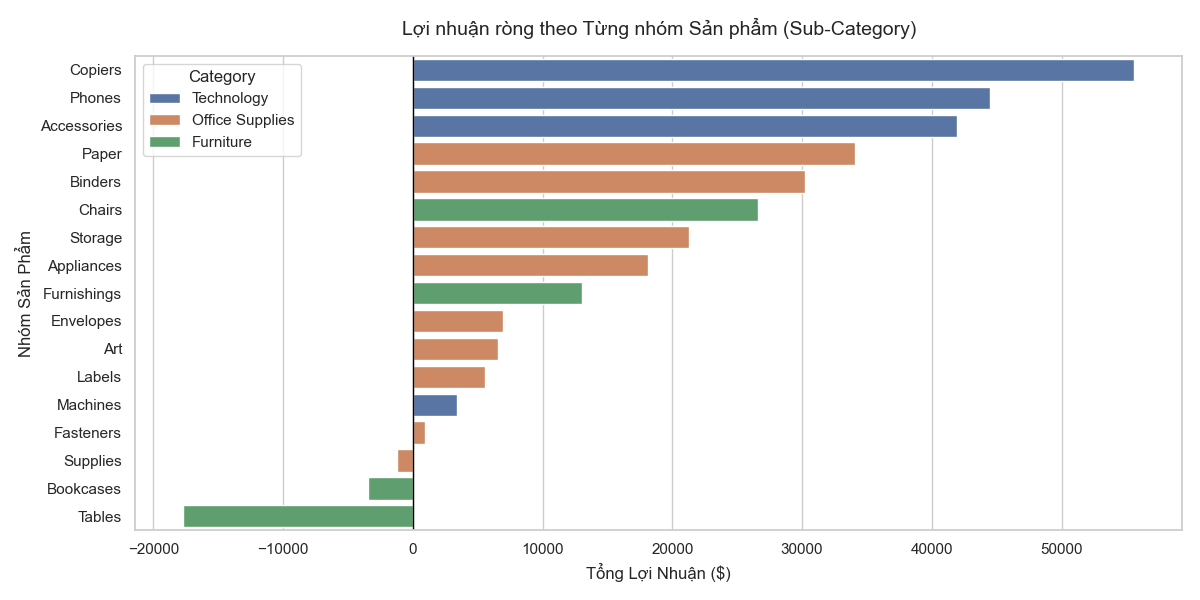 Lợi nhuận ròng theo Từng nhóm Sản phẩm (Sub-Category)
Category
Technology
Office Supplies
Furniture
Nhóm Sản Phẩm
Copiers
Phones
Accessories
Paper
Binders
Chairs
Storage
Appliances
Furnishings
Envelopes
Art
Labels
Machines
Fasteners
Supplies
Bookcases
Tables
−20000 −10000 0 10000 20000 30000 40000 50000
Tổng Lợi Nhuận ($)